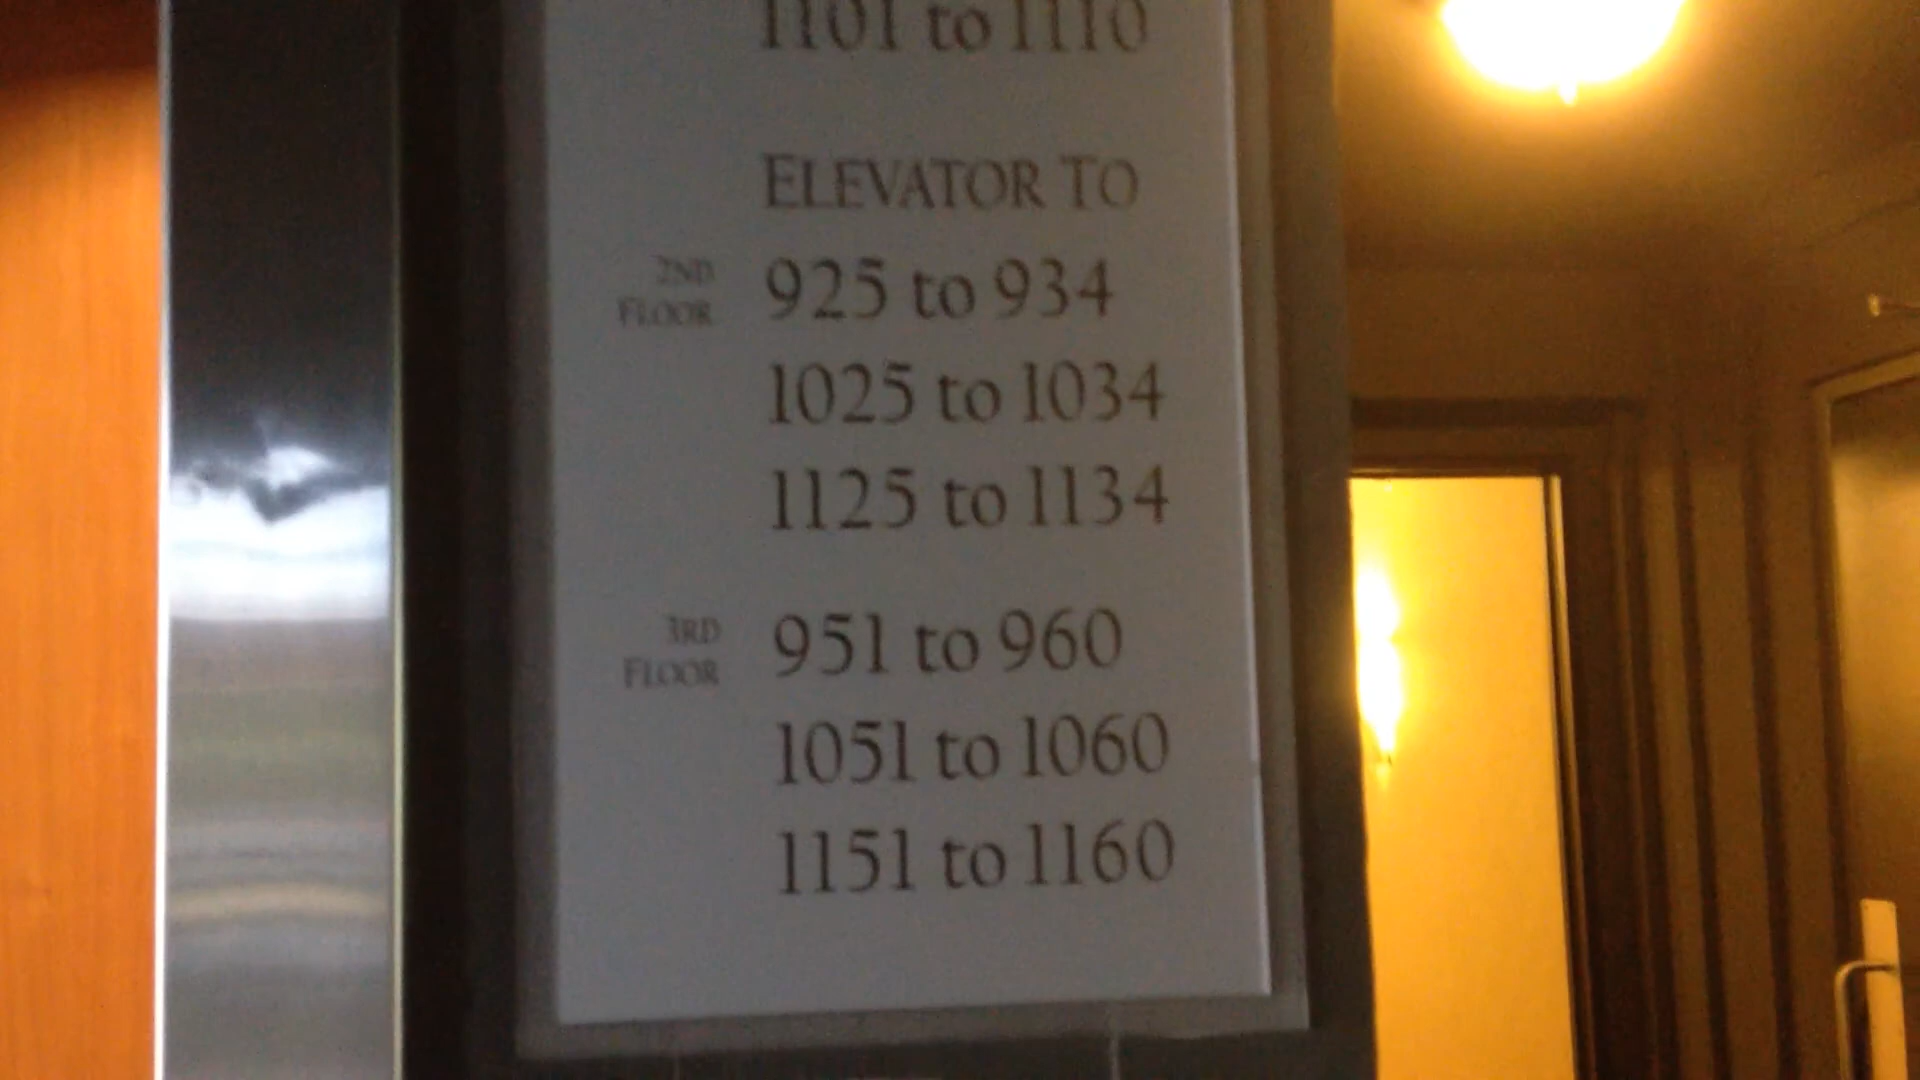 1101 to 1110
ELEVATOR TO
2ND FLOOR 925 to 934
1025 to 1034
1125 to 1134
3RD FLOOR 951 to 960
1051 to 1060
1151 to 1160